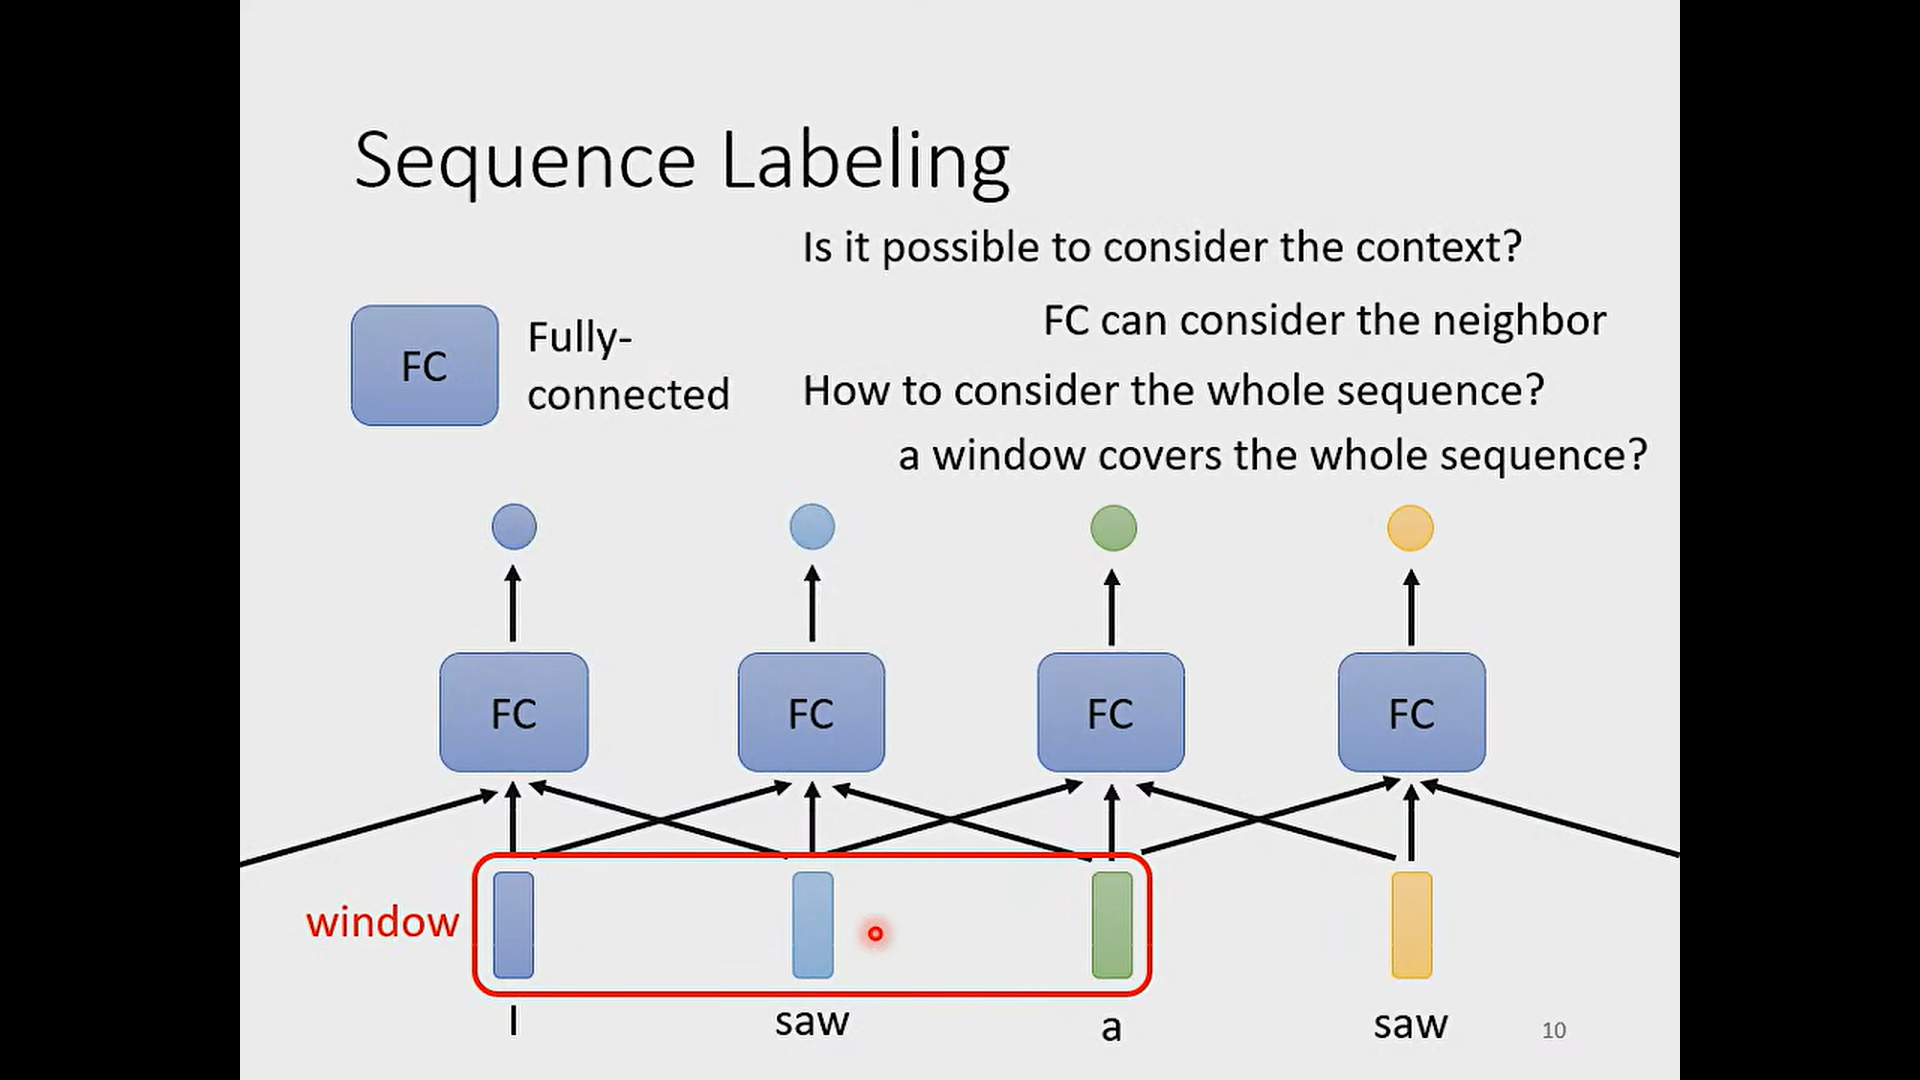 Sequence Labeling
Is it possible to consider the context?
FC can consider the neighbor
FC
Fully-
connected
How to consider the whole sequence?
a window covers the whole sequence?
FC
FC
FC
FC
window
I
saw
a
saw
10